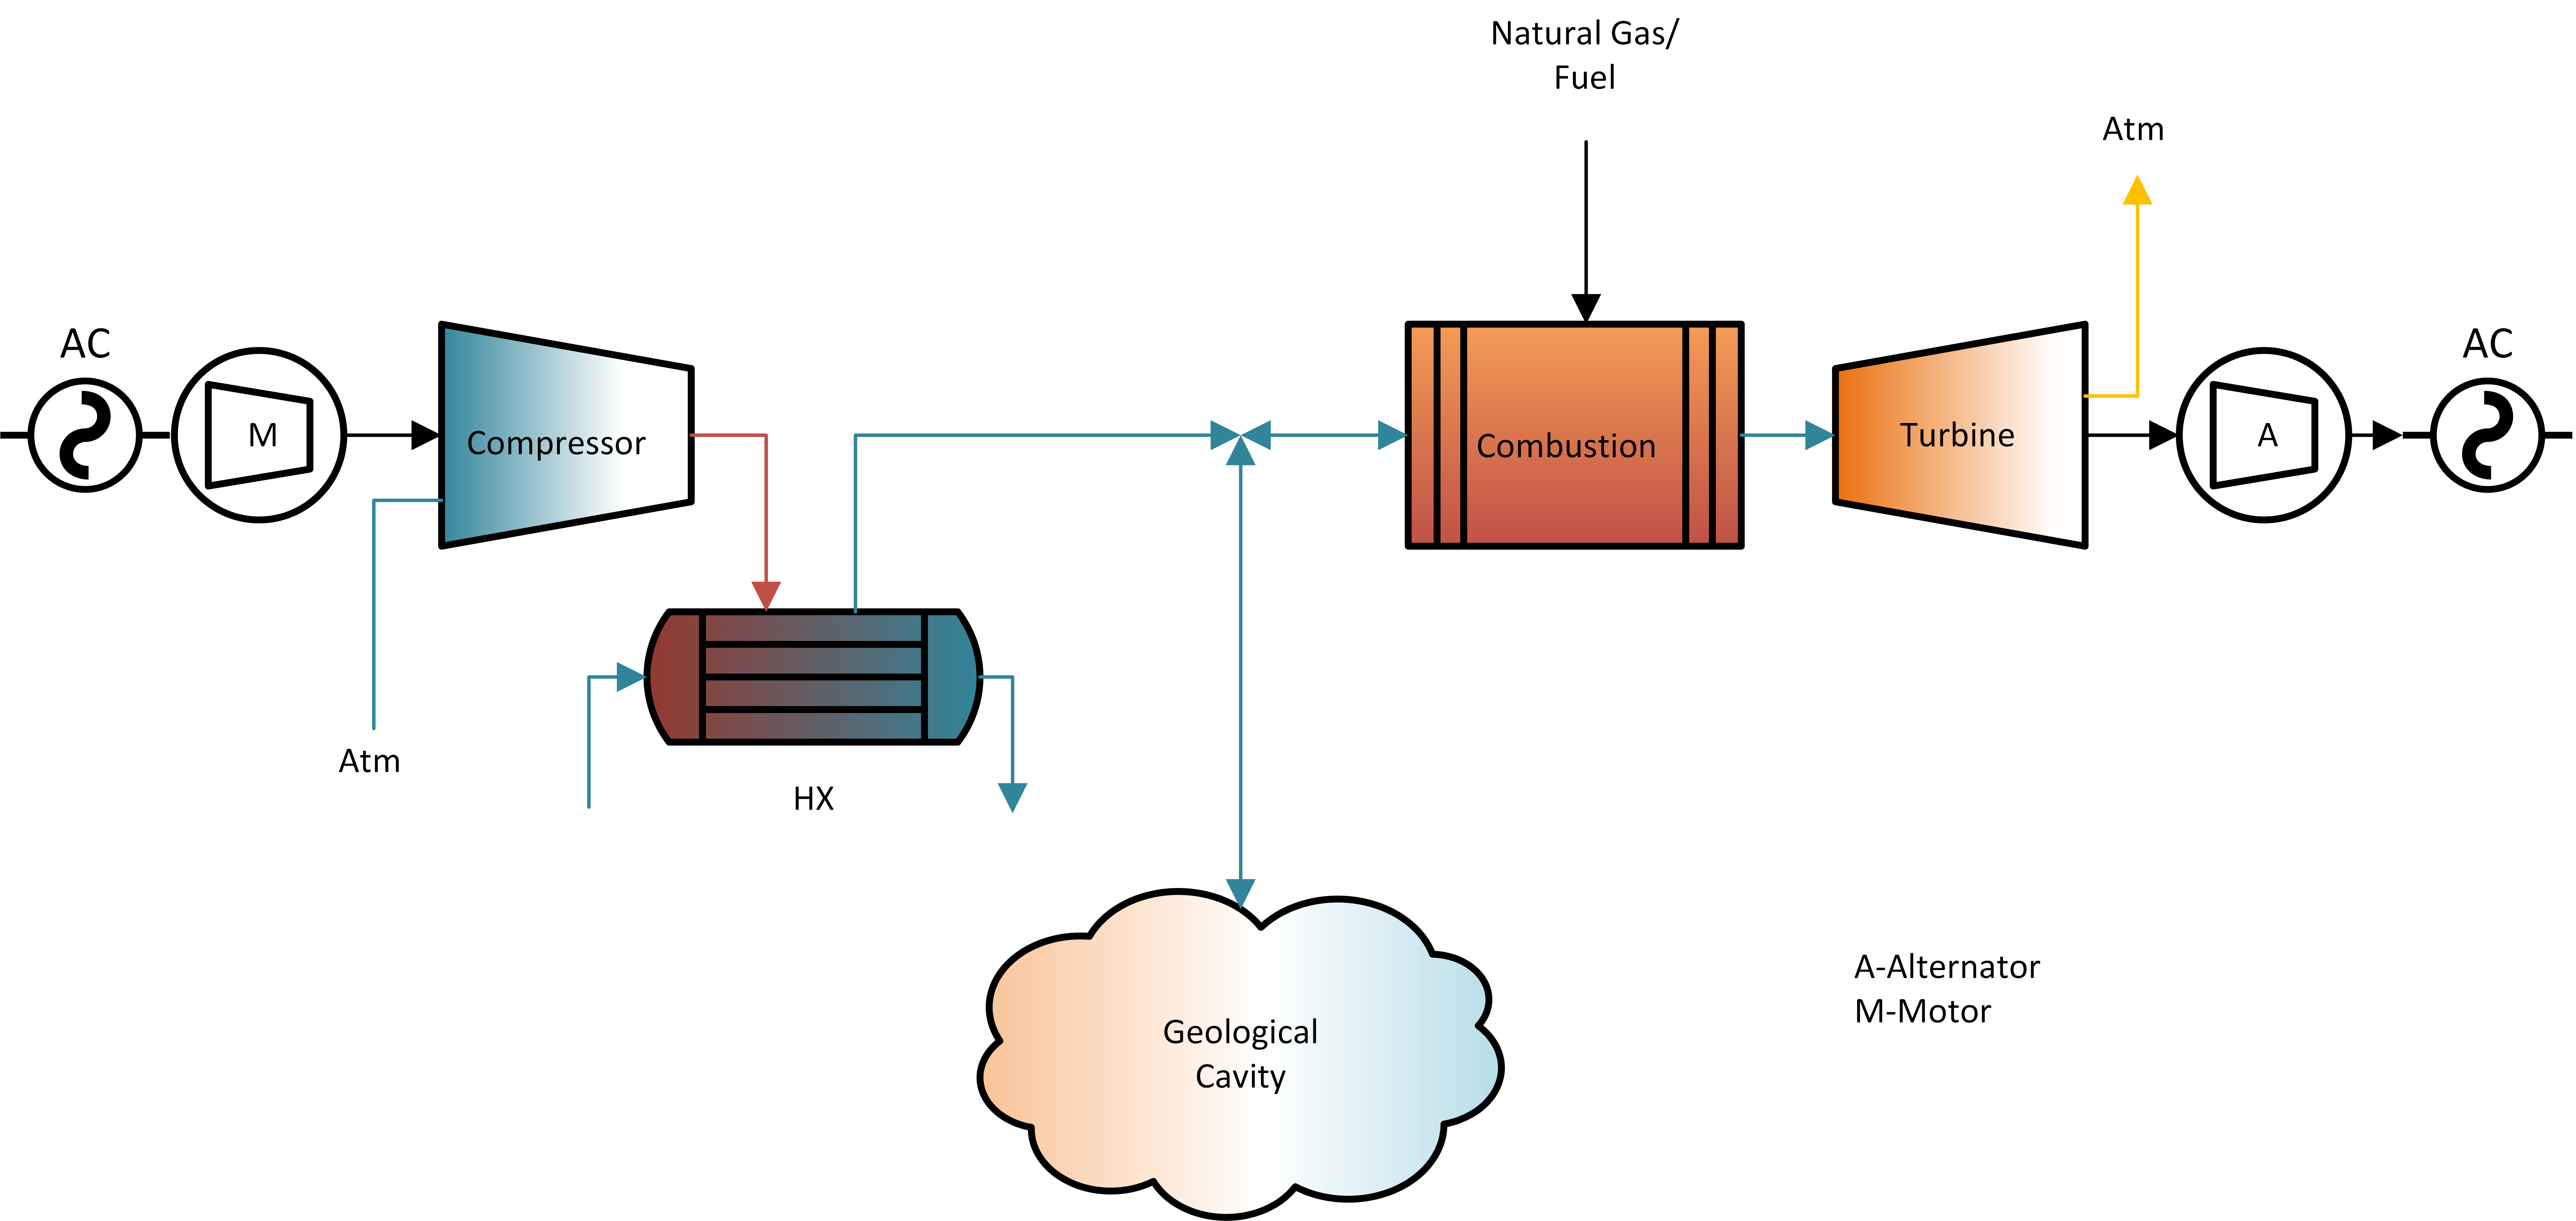 Natural Gas/
Fuel
Atm
AC
M
Compressor
Combustion
Turbine
A
AC
Atm
HX
Geological
Cavity
A-Alternator
M-Motor